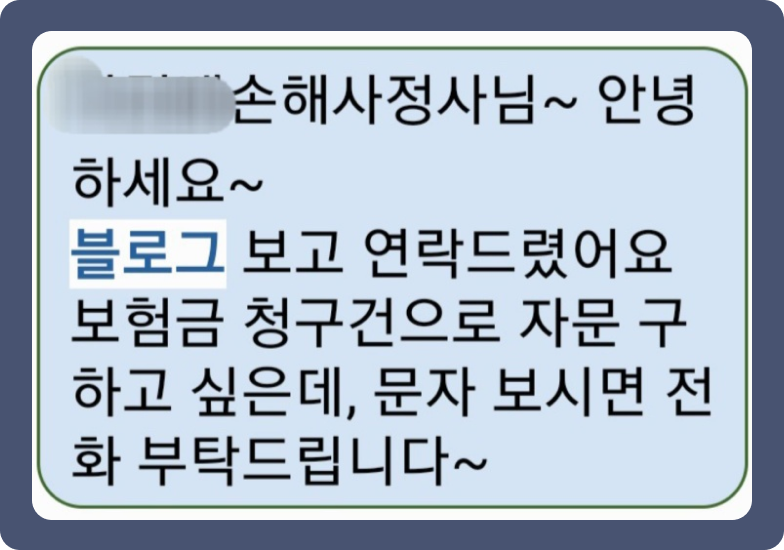 손해사정사님~ 안녕
하세요~
블로그 보고 연락드렸어요
보험금 청구건으로 자문 구
하고 싶은데, 문자 보시면 전
화 부탁드립니다~